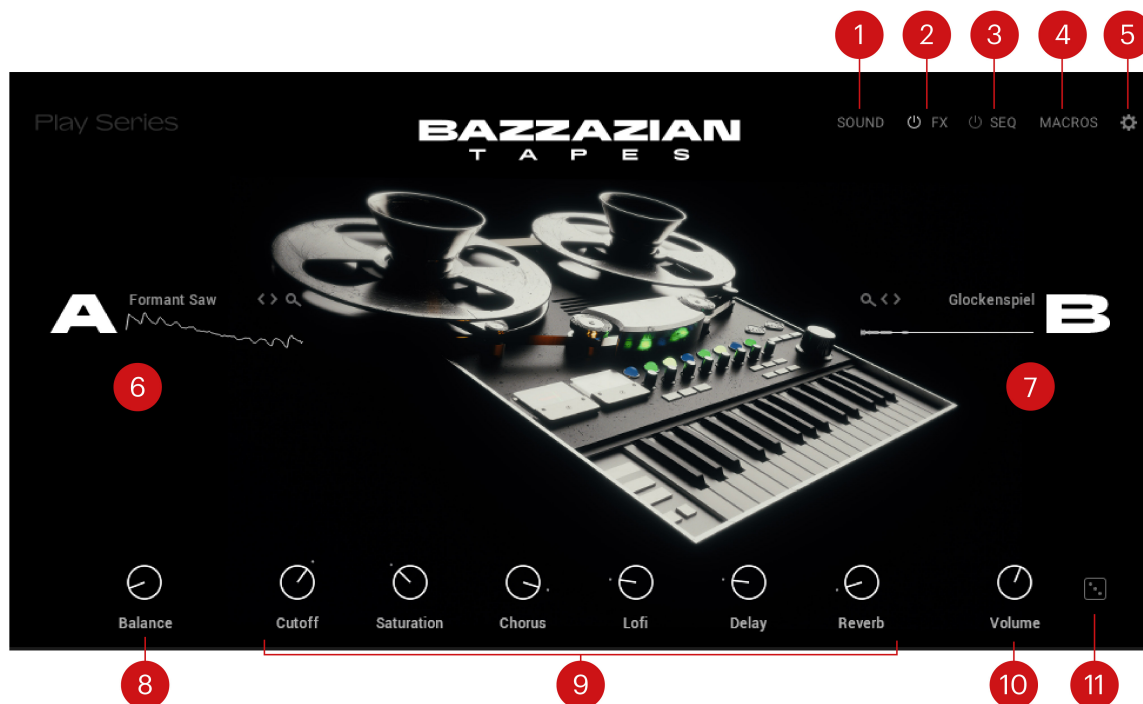 1 2 3 4 5
Play Series
BAZZAZIAN
TAPES
SOUND FX SEQ MACROS
A Formant Saw
Glockenspiel B
6 7
Balance Cutoff Saturation Chorus Lofi Delay Reverb Volume
8 9 10 11